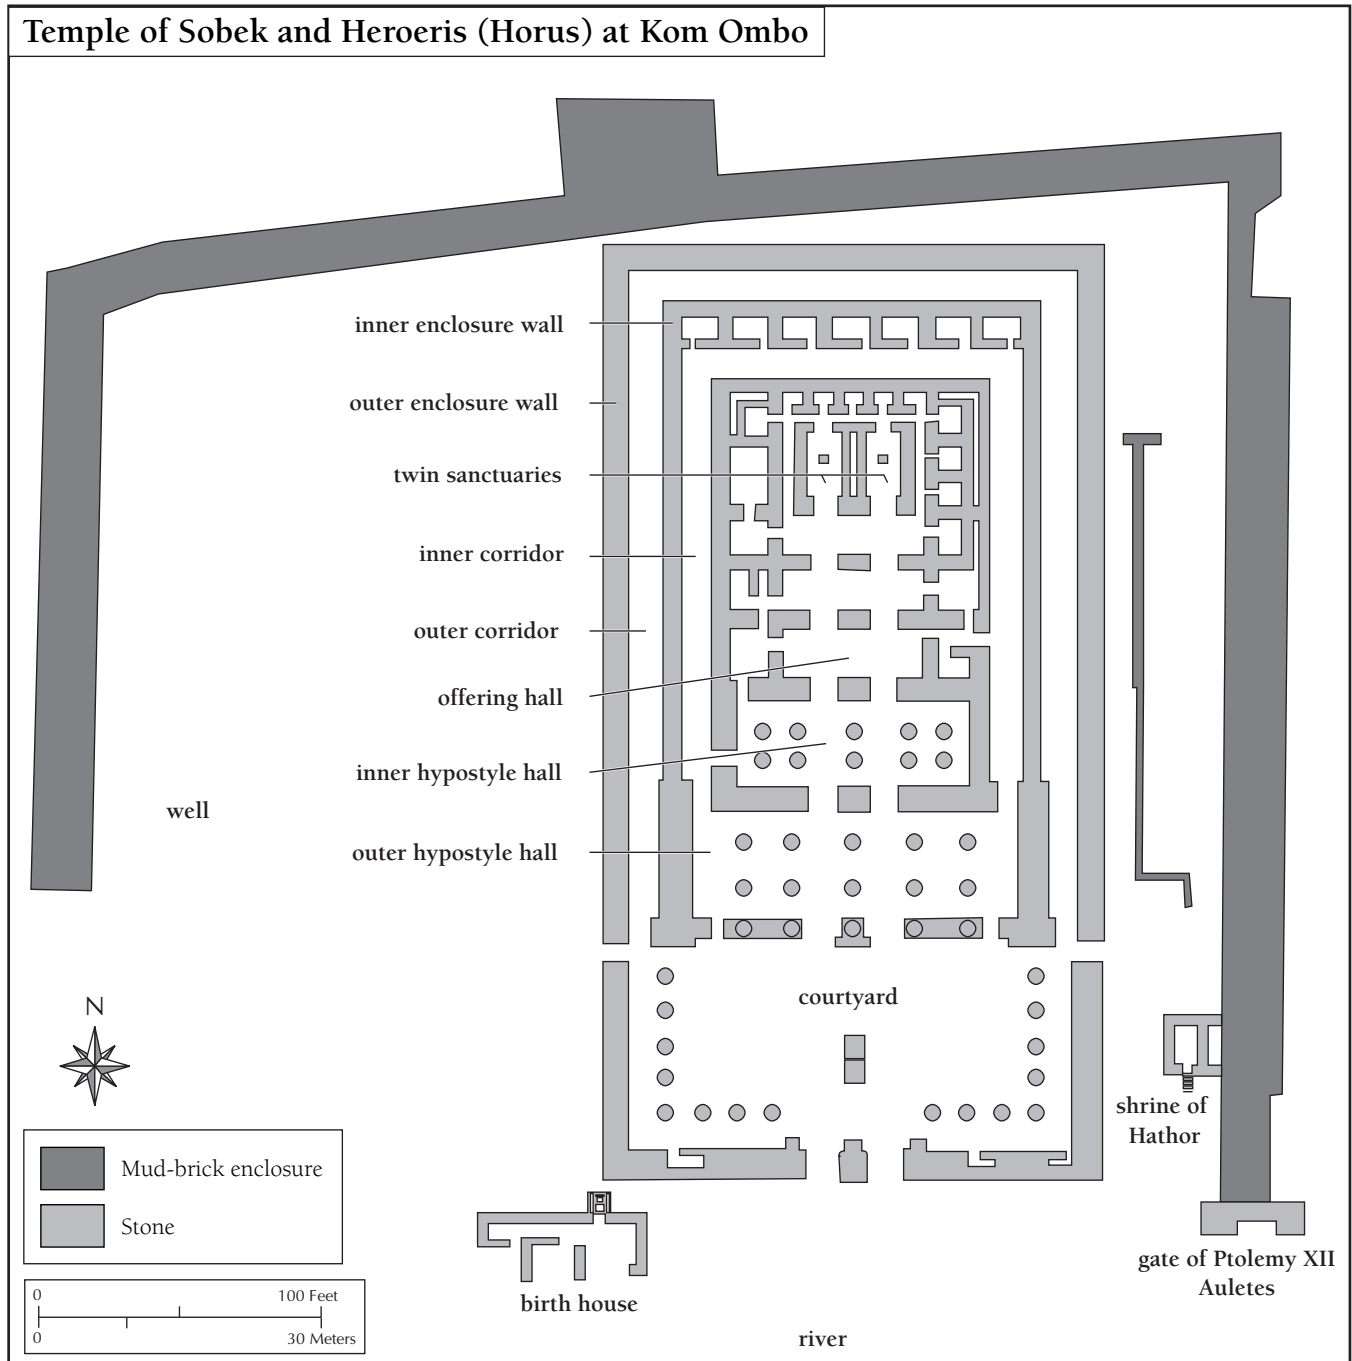 Temple of Sobek and Heroeris (Horus) at Kom Ombo
inner enclosure wall
outer enclosure wall
twin sanctuaries
inner corridor
outer corridor
offering hall
inner hypostyle hall
well
outer hypostyle hall
courtyard
N
shrine of
Hathor
Mud-brick enclosure
Stone
gate of Ptolemy XII
Auletes
0 100 Feet
0 30 Meters
birth house
river